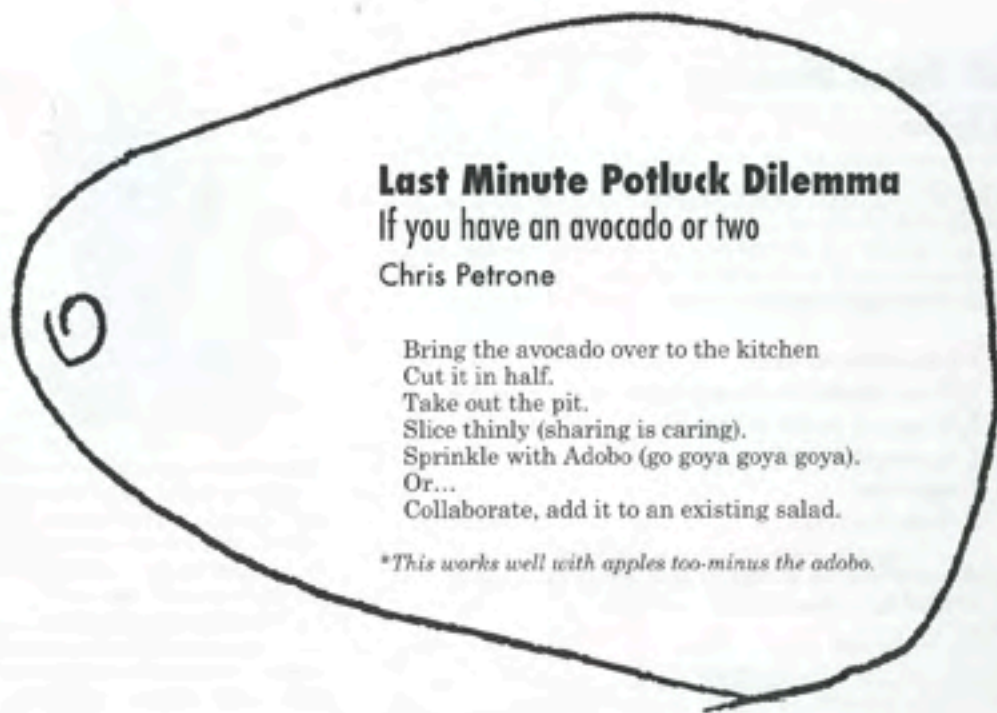 Last Minute Potluck Dilemma
If you have an avocado or two
Chris Petrone
Bring the avocado over to the kitchen
Cut it in half.
Take out the pit.
Slice thinly (sharing is caring).
Sprinkle with Adobo (go goya goya goya).
Or...
Collaborate, add it to an existing salad.
*This works well with apples too-minus the adobo.